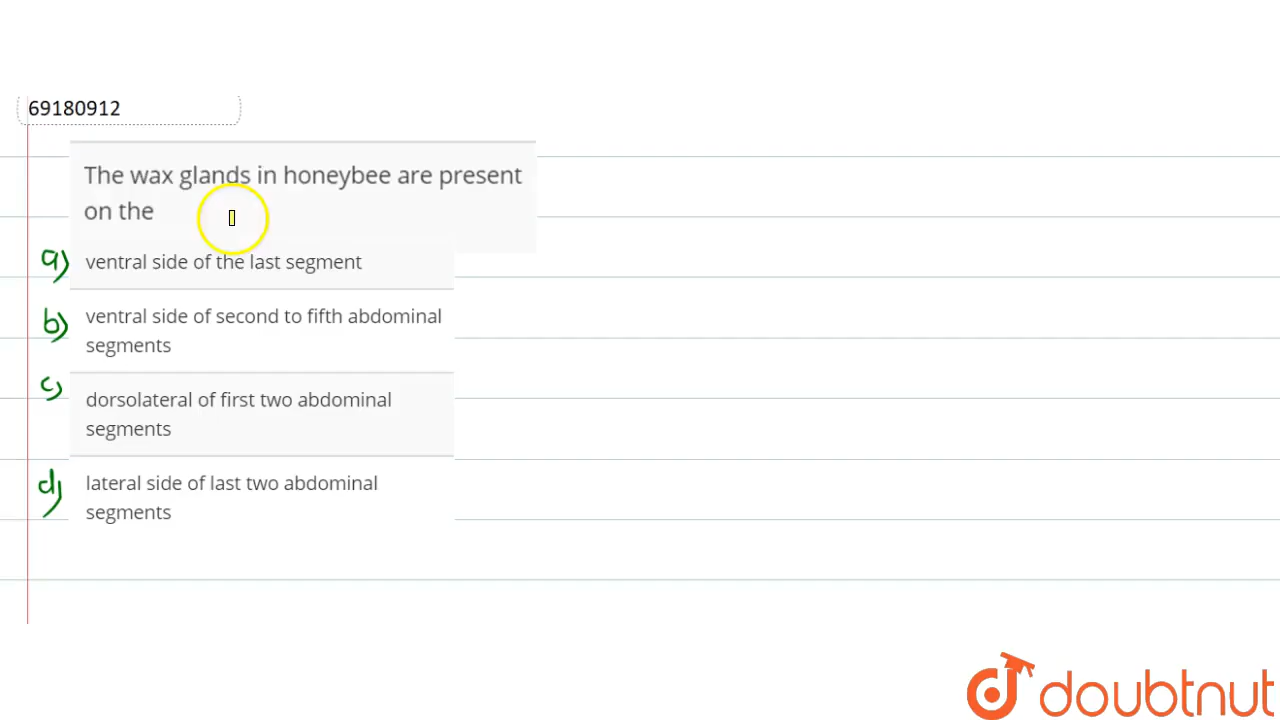 69180912
The wax glands in honeybee are present
on the
a) ventral side of the last segment
b) ventral side of second to fifth abdominal
segments
c) dorsolateral of first two abdominal
segments
d) lateral side of last two abdominal
segments
doubtnut